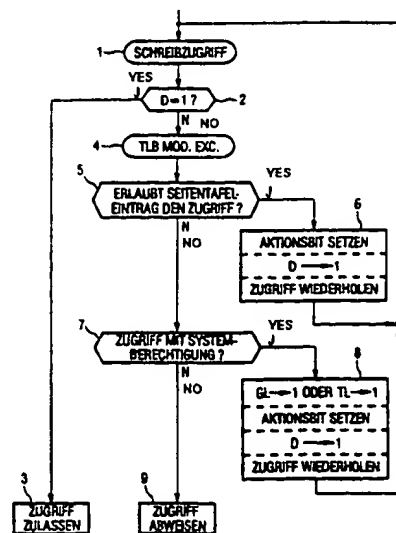 1
SCHREIBZUGRIFF
YES
J
D=1 ?
2
N
NO
4
TLB MOD. EXC.
5
ERLAUBT SEITENTAFEL-
EINTRAG DEN ZUGRIFF ?
YES
J
N
NO
6
AKTIONSBIT SETZEN
D → 1
ZUGRIFF WIEDERHOLEN
7
ZUGRIFF MIT SYSTEM-
BERECHTIGUNG ?
YES
J
N
NO
8
GL→1 ODER TL→1
AKTIONSBIT SETZEN
D → 1
ZUGRIFF WIEDERHOLEN
3
ZUGRIFF
ZULASSEN
9
ZUGRIFF
ABWEISEN